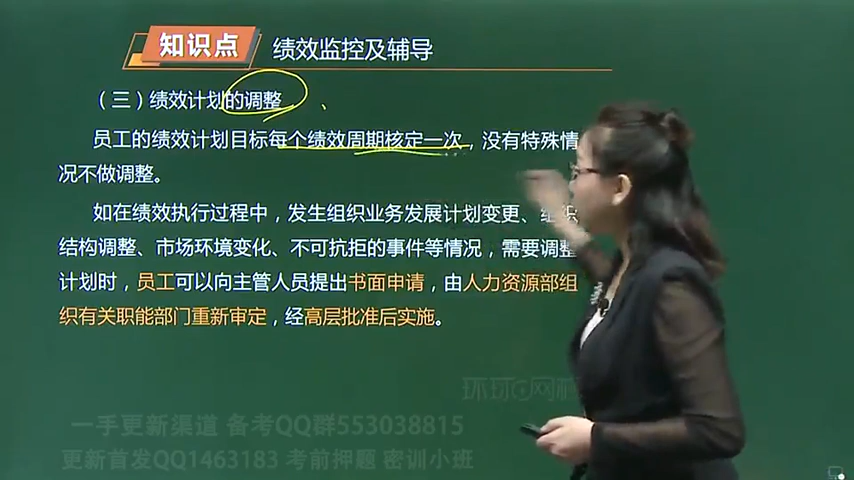 知识点 绩效监控及辅导
（三）绩效计划的调整
员工的绩效计划目标每个绩效周期核定一次，没有特殊情
况不做调整。
如在绩效执行过程中，发生组织业务发展计划变更、组织
结构调整、市场环境变化、不可抗拒的事件等情况，需要调整
计划时，员工可以向主管人员提出书面申请，由人力资源部组
织有关职能部门重新审定，经高层批准后实施。
环球网校
一手更新渠道 备考QQ群553038815
更新首发QQ1463183 考前押题 密训小班